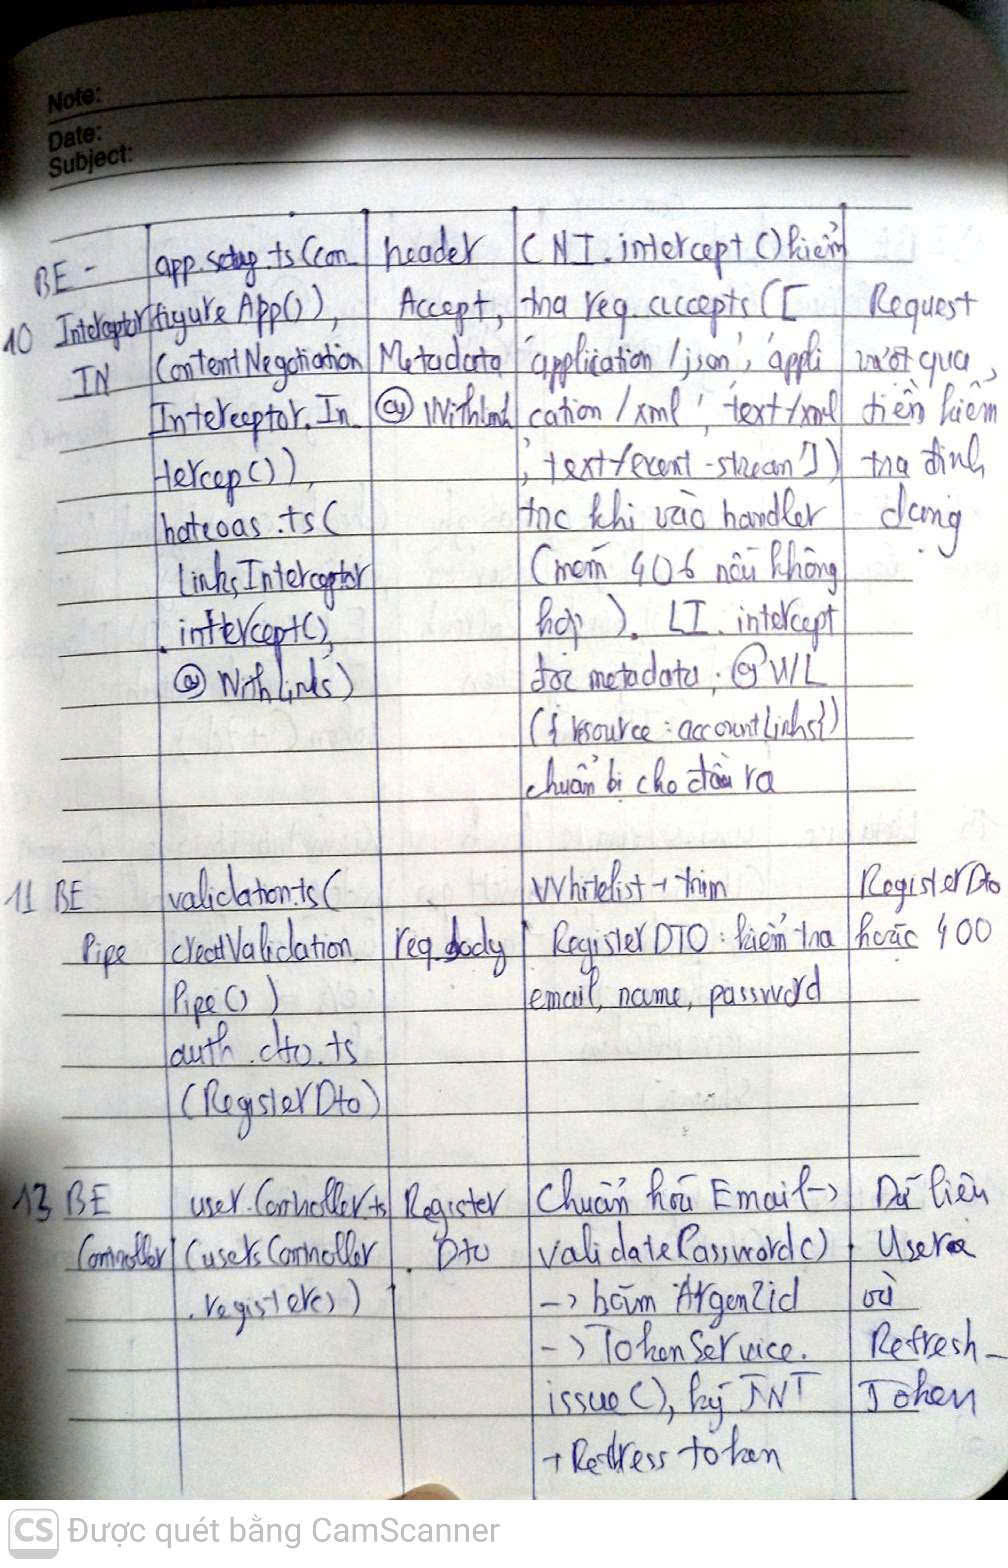 Note:
Date:
Subject:
BE - app.setup.ts (con header CNI.intercept() kiểm
10 Interceptor figure App()), Accept, tra req.accepts([ Request
IN ContentNegotiation Metadata 'application/json', 'appli vượt qua,
Interceptor.In @WithLink cation/xml', 'text/xml tiền kiểm
tercep()), ', 'text/event-stream']) tra định
hateoas.ts( trc khi vào handler dạng
LinksInterceptor (ném 406 nếu không
.intercept(), hợp). LI.intercept
@WithLinks) đọc metadata, @WL
({resource: accountLinks})
chuẩn bị cho đầu ra
11 BE validation.ts( Whitelist + trim RegisterDto
Pipe creatValidation req.body RegisterDTO: kiểm tra hoặc 400
Pipe()) email, name, password
auth.dto.ts
(RegisterDto)
13 BE user.Controller.ts Register Chuẩn hoá Email -> Dữ liệu
Controller (usersController Dto validatePassword() User
.register()) -> băm Argon2id và
-> TokenService. Refresh-
issue(), ký JWT Token
+ Refress token
CS Được quét bằng CamScanner